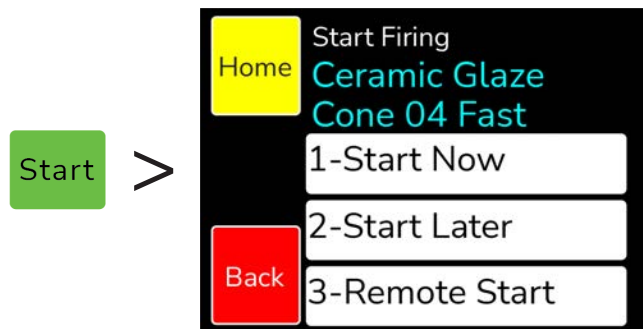 Start >
Home
Start Firing
Ceramic Glaze
Cone 04 Fast
1-Start Now
2-Start Later
Back
3-Remote Start